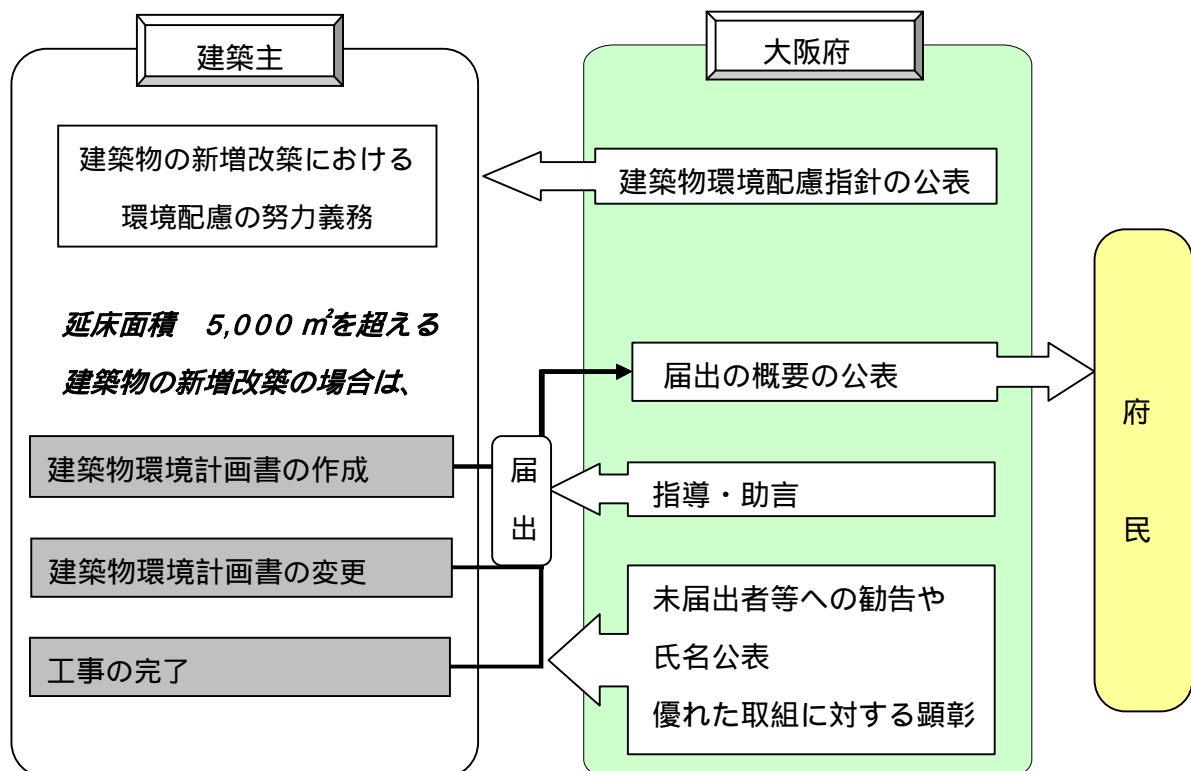 建築主
建築物の新増改築における
環境配慮の努力義務
延床面積　5,000 ㎡を超える
建築物の新増改築の場合は、
建築物環境計画書の作成
建築物環境計画書の変更
工事の完了
届
出
大阪府
建築物環境配慮指針の公表
届出の概要の公表
指導・助言
未届出者等への勧告や
氏名公表
優れた取組に対する顕彰
府
民